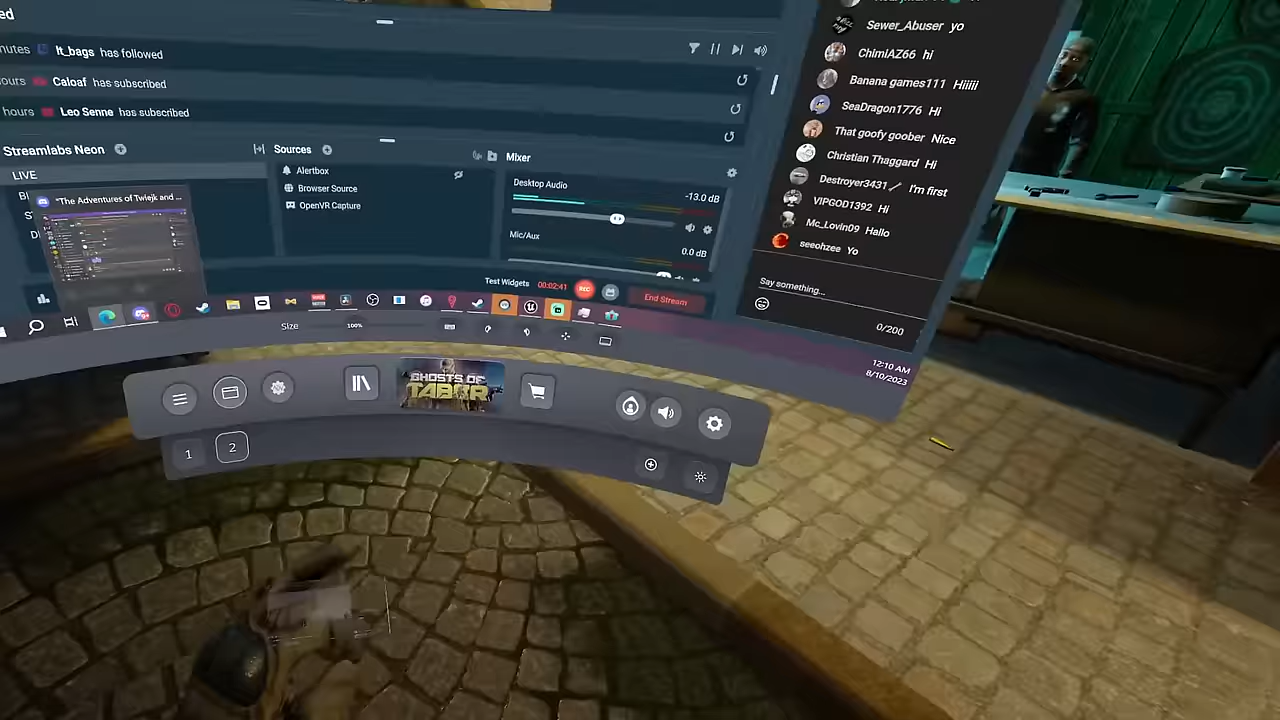 ed
nutes lt_bags has followed
ours Caloaf has subscribed
hours Leo Senne has subscribed
Streamlabs Neon
LIVE
"The Adventures of Twiejk and ...
Sources
Alertbox
Browser Source
OpenVR Capture
Mixer
Desktop Audio
-13.0 dB
Mic/Aux
0.0 dB
Test Widgets 00:02:41 REC End Stream
Size 100%
GHOSTS OF
TABOR
1 2
Sewer_Abuser yo
ChimiAZ66 hi
Banana games111 Hiiiii
SeaDragon1776 Hi
That goofy goober Nice
Christian Thaggard Hi
Destroyer3431 I'm first
VIPGOD1392 Hi
Mc_Lovin09 Hallo
seeohzee Yo
Say something...
0/200
12:10 AM
8/10/2023